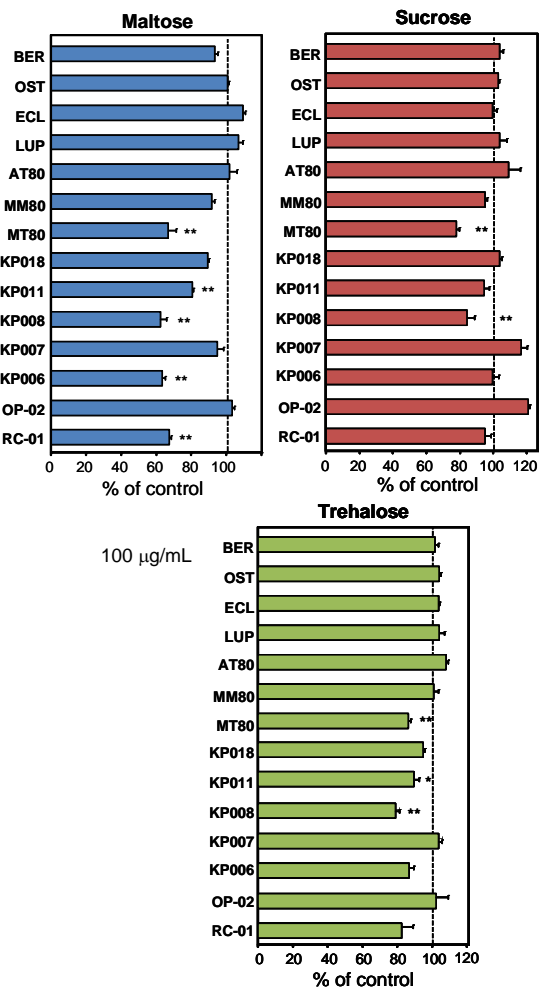 Maltose
BER
OST
ECL
LUP
AT80
MM80
MT80 **
KP018
KP011 **
KP008 **
KP007
KP006 **
OP-02
RC-01 **
0 20 40 60 80 100
% of control
Sucrose
BER
OST
ECL
LUP
AT80
MM80
MT80 **
KP018
KP011
KP008 **
KP007
KP006
OP-02
RC-01
0 20 40 60 80 100 120
% of control
100 μg/mL
Trehalose
BER
OST
ECL
LUP
AT80
MM80
MT80 **
KP018
KP011 *
KP008 **
KP007
KP006
OP-02
RC-01
0 20 40 60 80 100 120
% of control